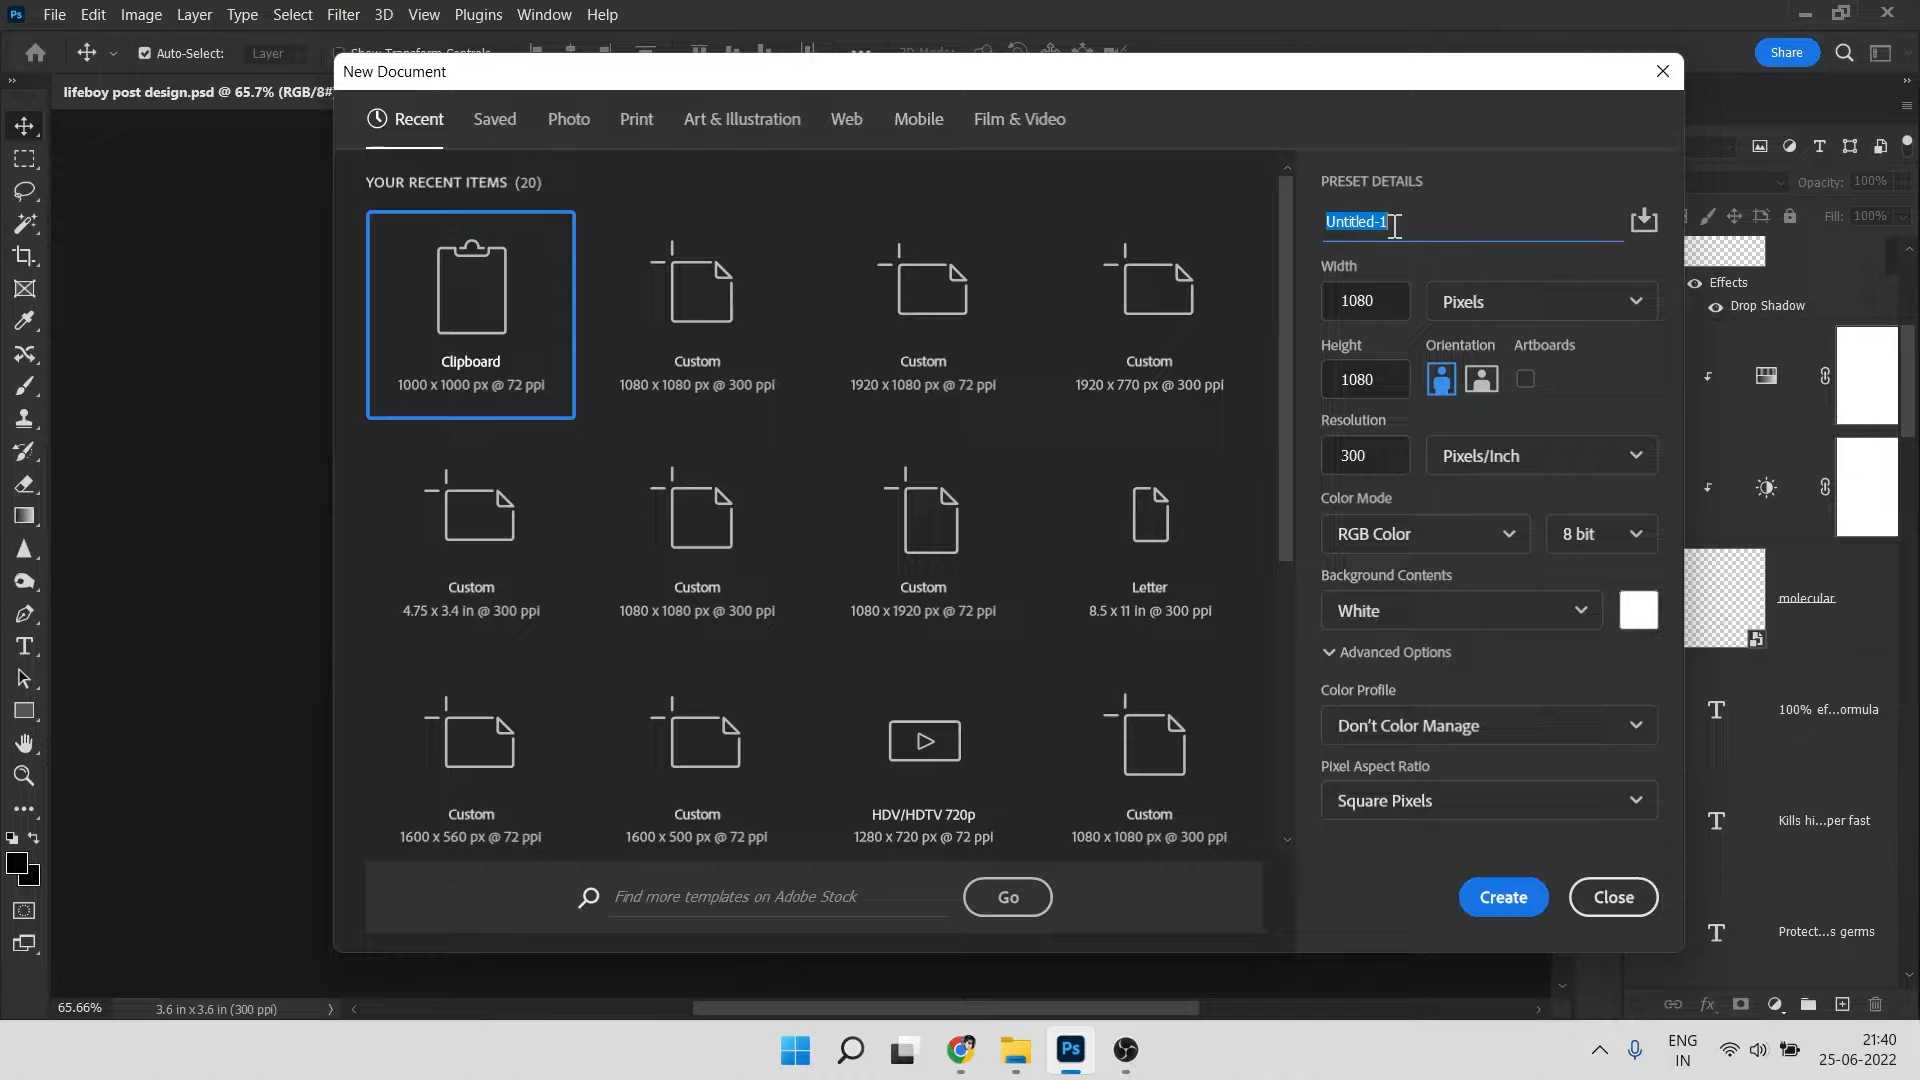 Ps File Edit Image Layer Type Select Filter 3D View Plugins Window Help
Auto-Select: Layer Show Transform Controls 3D Mode: Share
lifeboy post design.psd @ 65.7% (RGB/8#)
New Document
Recent Saved Photo Print Art & Illustration Web Mobile Film & Video
YOUR RECENT ITEMS (20)
Clipboard
1000 x 1000 px @ 72 ppi
Custom
1080 x 1080 px @ 300 ppi
Custom
1920 x 1080 px @ 72 ppi
Custom
1920 x 770 px @ 300 ppi
Custom
4.75 x 3.4 in @ 300 ppi
Custom
1080 x 1080 px @ 300 ppi
Custom
1080 x 1920 px @ 72 ppi
Letter
8.5 x 11 in @ 300 ppi
Custom
1600 x 560 px @ 72 ppi
Custom
1600 x 500 px @ 72 ppi
HDV/HDTV 720p
1280 x 720 px @ 72 ppi
Custom
1080 x 1080 px @ 300 ppi
Find more templates on Adobe Stock Go
PRESET DETAILS
Untitled-1
Width
1080 Pixels
Height Orientation Artboards
1080
Resolution
300 Pixels/Inch
Color Mode
RGB Color 8 bit
Background Contents
White
Advanced Options
Color Profile
Don't Color Manage
Pixel Aspect Ratio
Square Pixels
Create Close
Opacity: 100%
Fill: 100%
Effects
Drop Shadow
molecular
100% ef...ormula
Kills hi...per fast
Protect...s germs
65.66% 3.6 in x 3.6 in (300 ppi)
fx
Ps
ENG
IN
21:40
25-06-2022